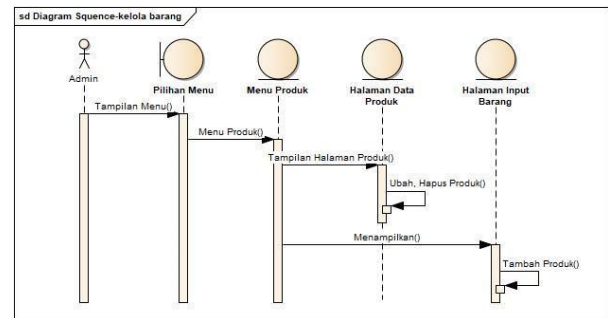 sd Diagram Squence-kelola barang
Admin
Pilihan Menu
Menu Produk
Halaman Data
Produk
Halaman Input
Barang
Tampilan Menu()
Menu Produk()
Tampilan Halaman Produk()
Ubah, Hapus Produk()
Menampilkan()
Tambah Produk()